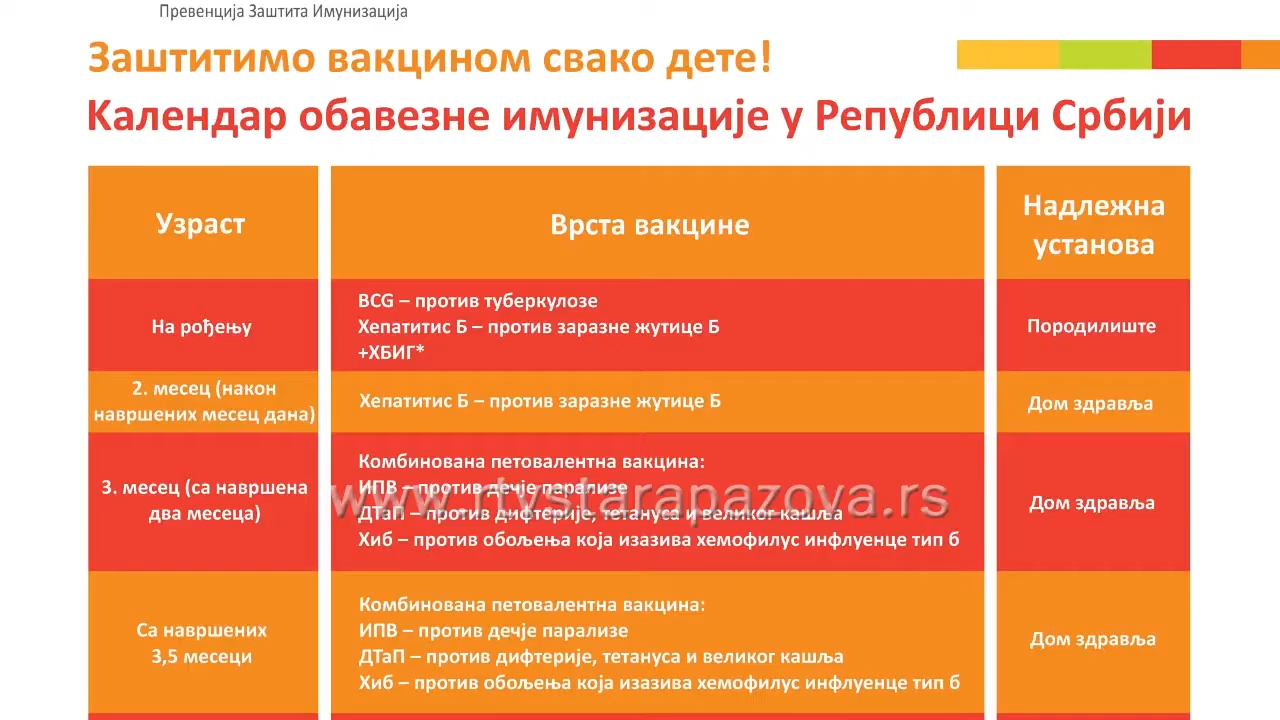 Превенција Заштита Имунизација
Заштитимо вакцином свако дете!
Календар обавезне имунизације у Републици Србији
Узраст
Врста вакцине
Надлежна
установа
На рођењу
BCG – против туберкулозе
Хепатитис Б – против заразне жутице Б
+ХБИГ*
Породилиште
2. месец (након
навршених месец дана)
Хепатитис Б – против заразне жутице Б
Дом здравља
3. месец (са навршена
два месеца)
Комбинована петовалентна вакцина:
ИПВ – против дечје парализе
ДТаП – против дифтерије, тетануса и великог кашља
Хиб – против обољења која изазива хемофилус инфлуенце тип б
Дом здравља
www.rtvstarapazova.rs
Са навршених
3,5 месеци
Комбинована петовалентна вакцина:
ИПВ – против дечје парализе
ДТаП – против дифтерије, тетануса и великог кашља
Хиб – против обољења која изазива хемофилус инфлуенце тип б
Дом здравља